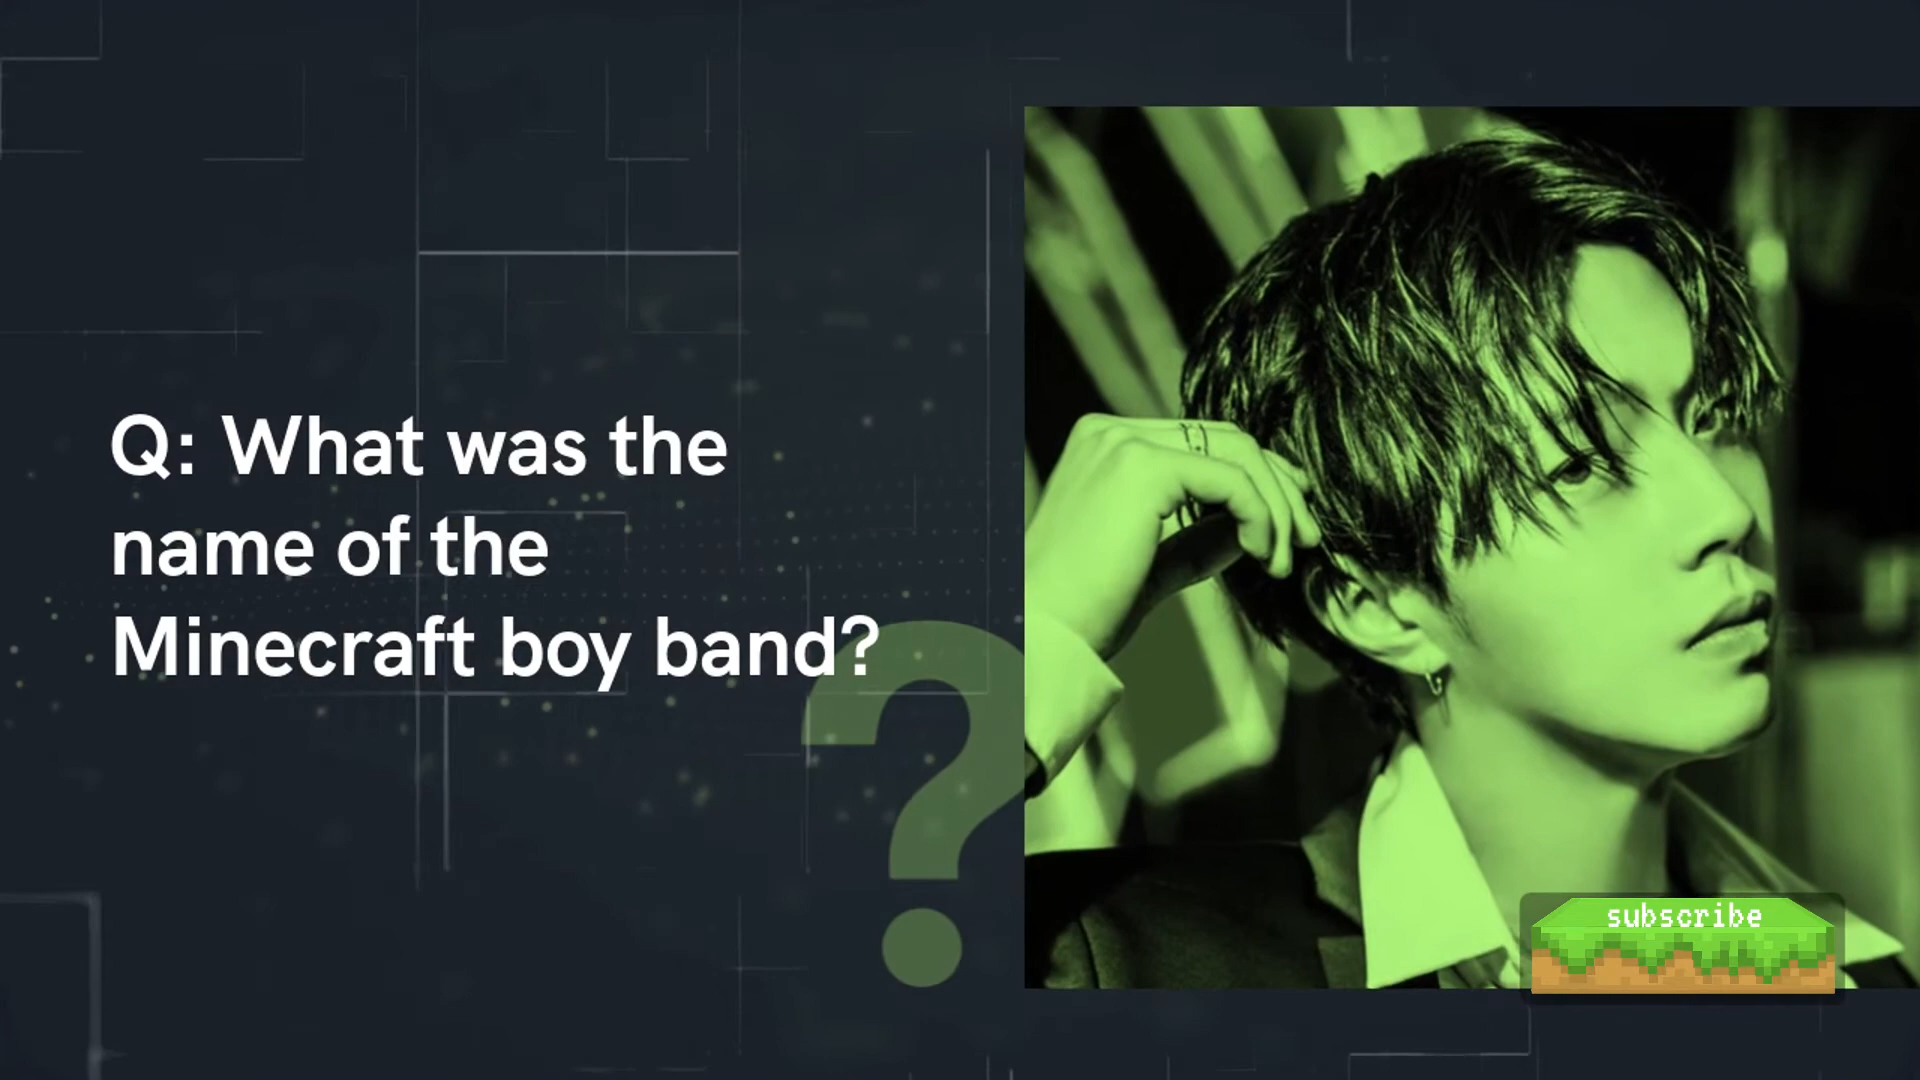 Q: What was the
name of the
Minecraft boy band?
?
subscribe